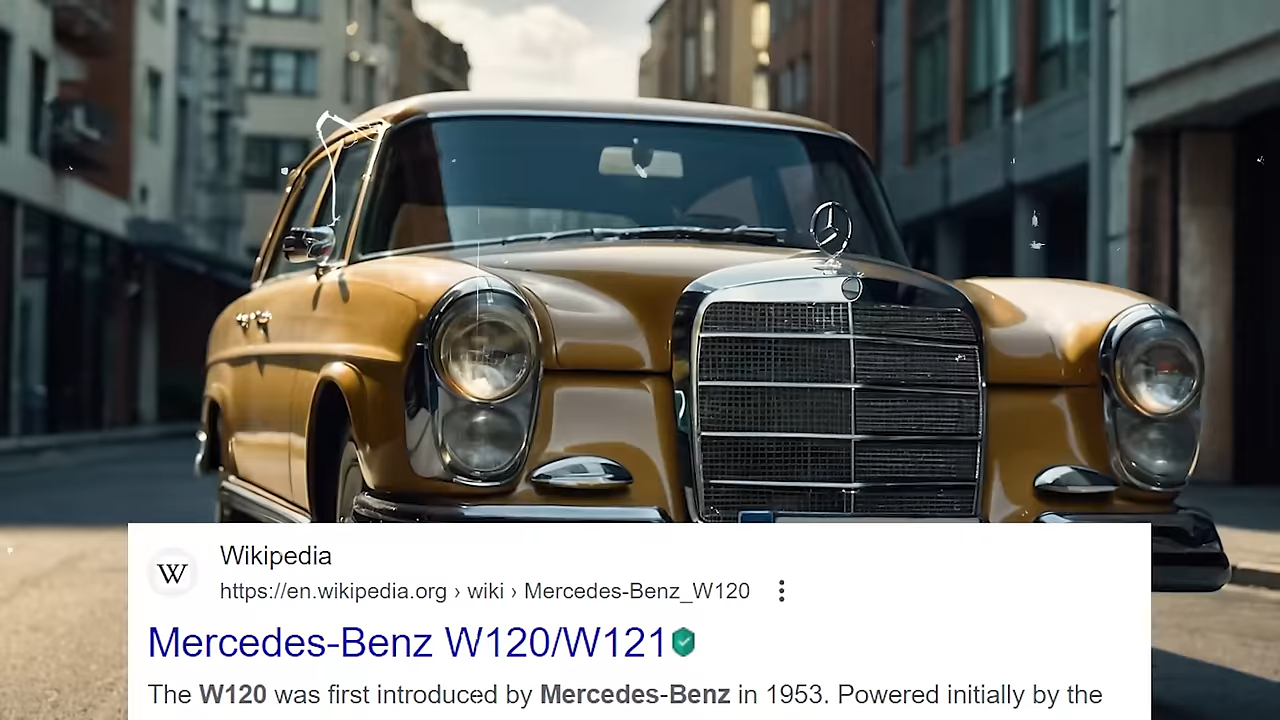 W
Wikipedia
https://en.wikipedia.org › wiki › Mercedes-Benz_W120
Mercedes-Benz W120/W121
The W120 was first introduced by Mercedes-Benz in 1953. Powered initially by the